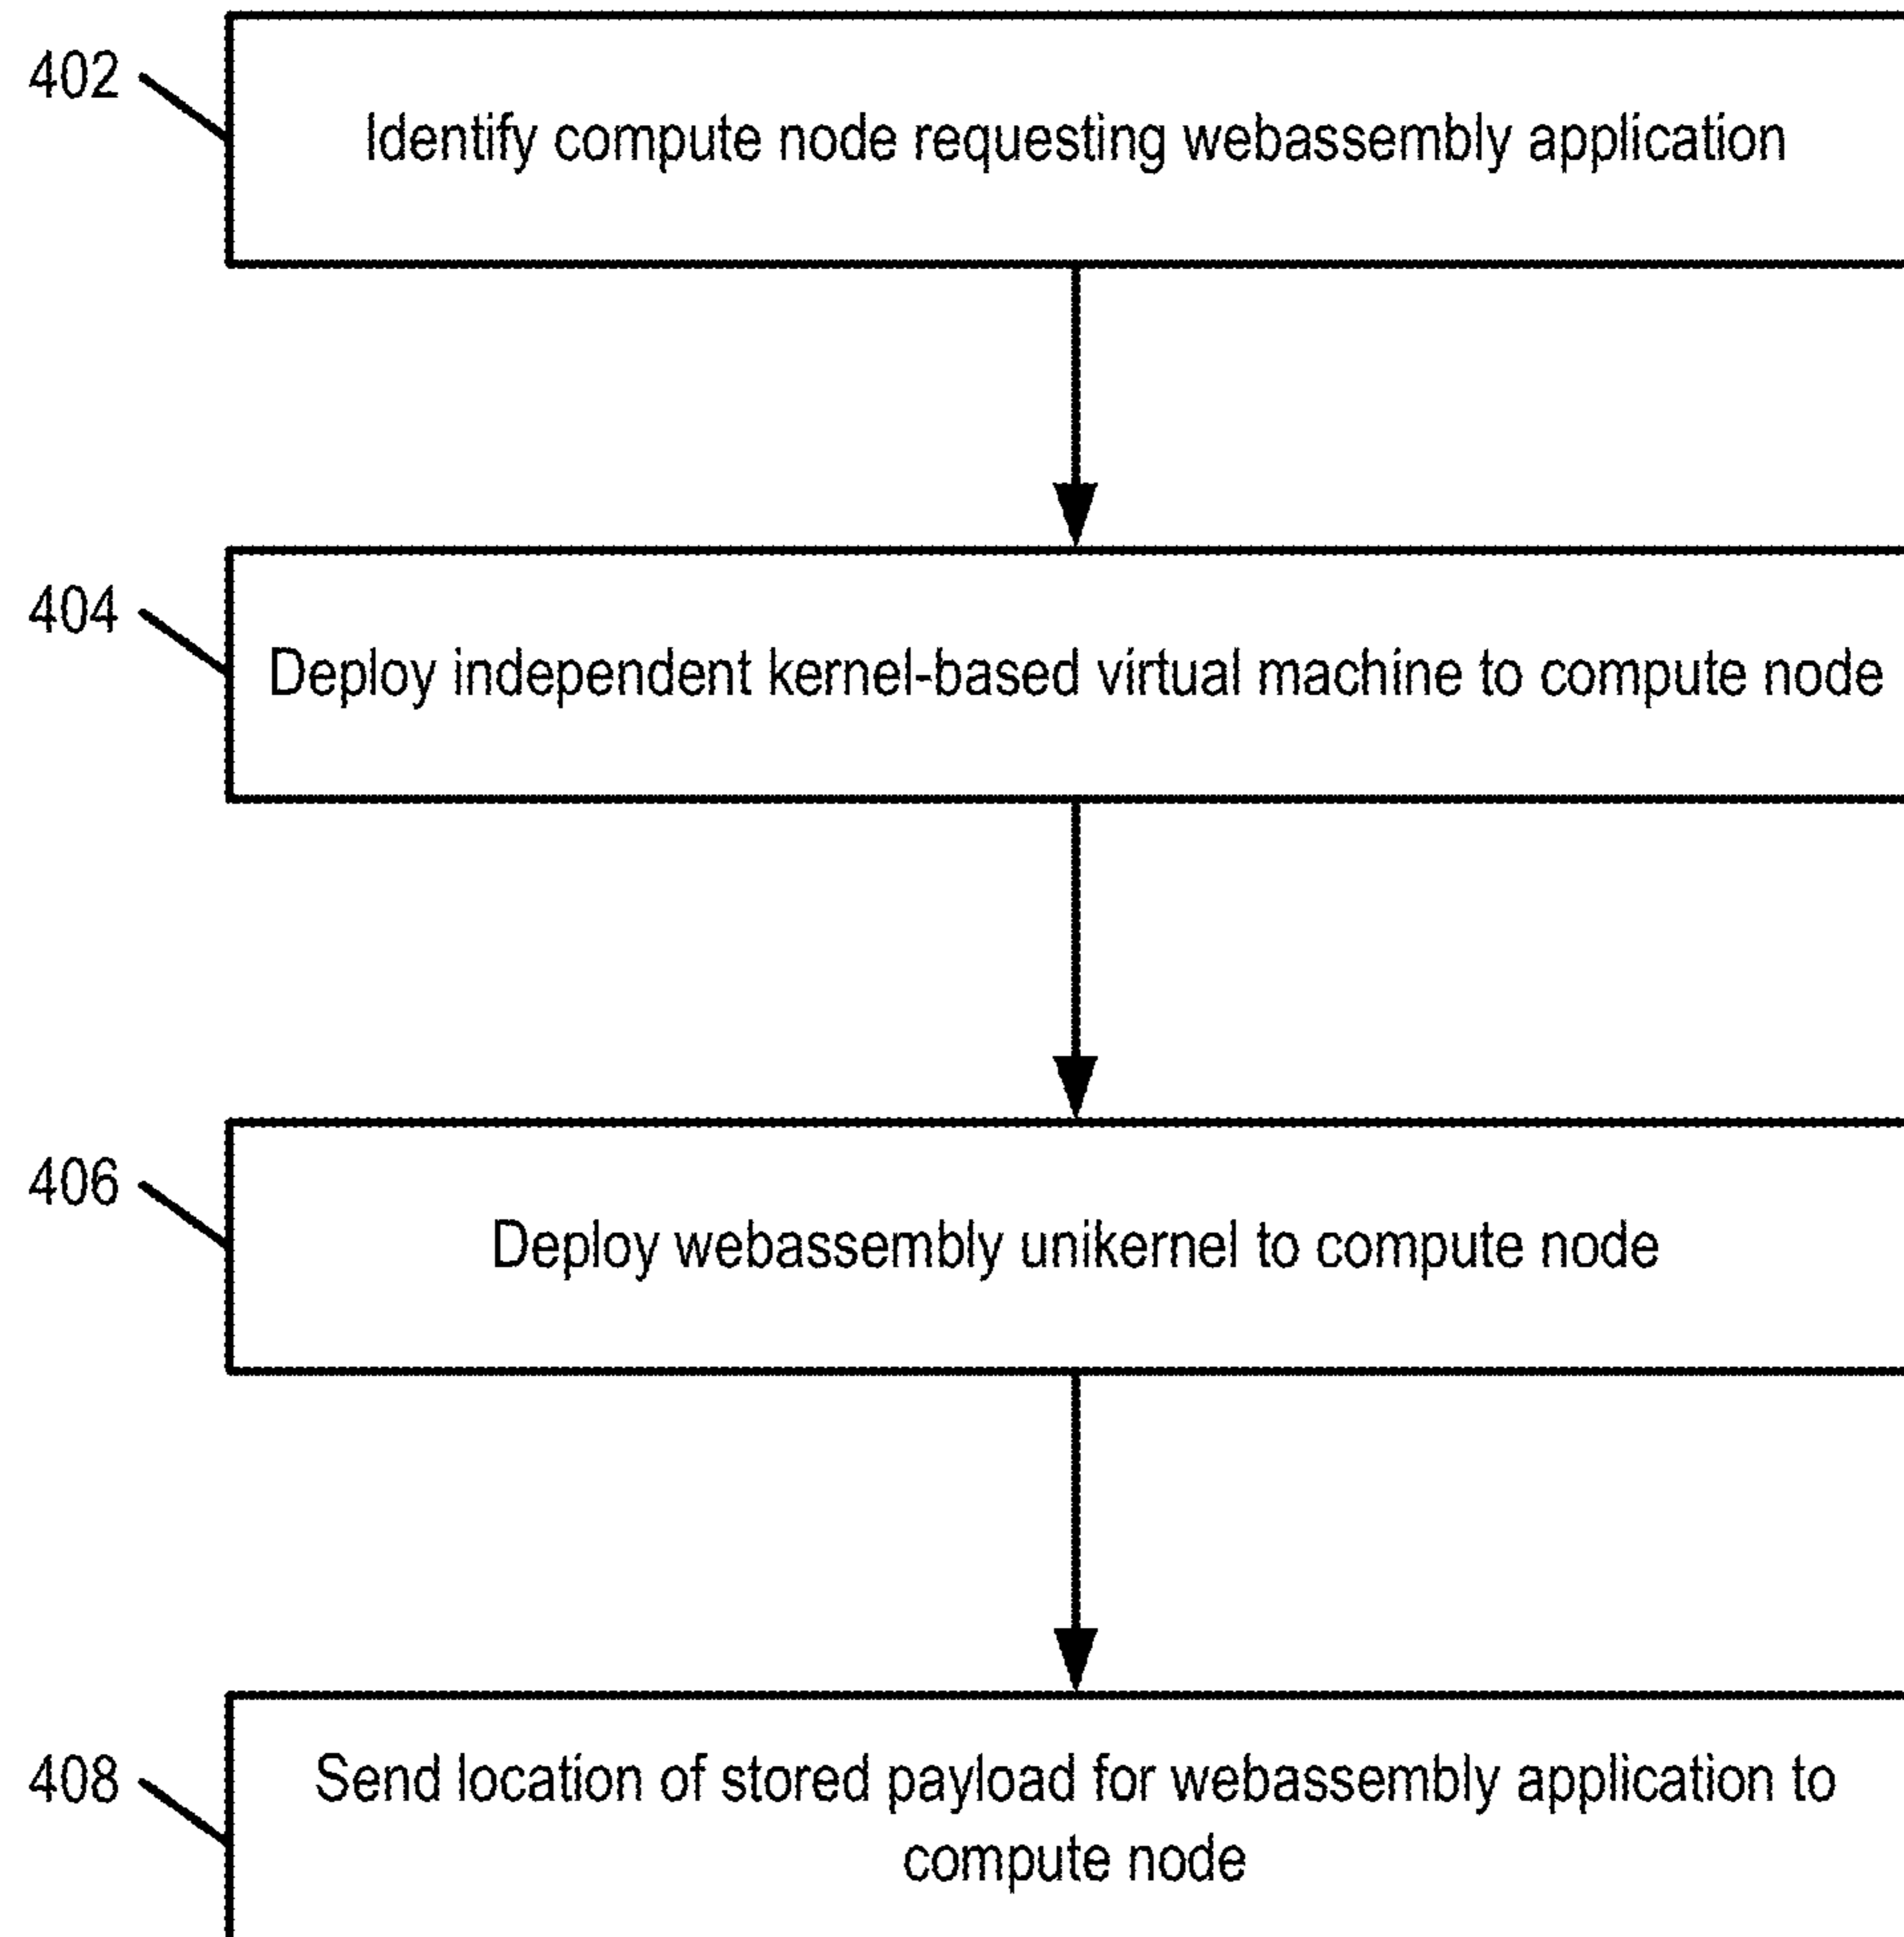 402
Identify compute node requesting webassembly application
404
Deploy independent kernel-based virtual machine to compute node
406
Deploy webassembly unikernel to compute node
408
Send location of stored payload for webassembly application to
compute node